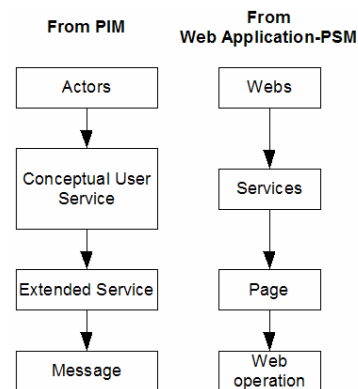 From PIM
From
Web Application-PSM
Actors
Webs
Conceptual User
Service
Services
Extended Service
Page
Message
Web
operation